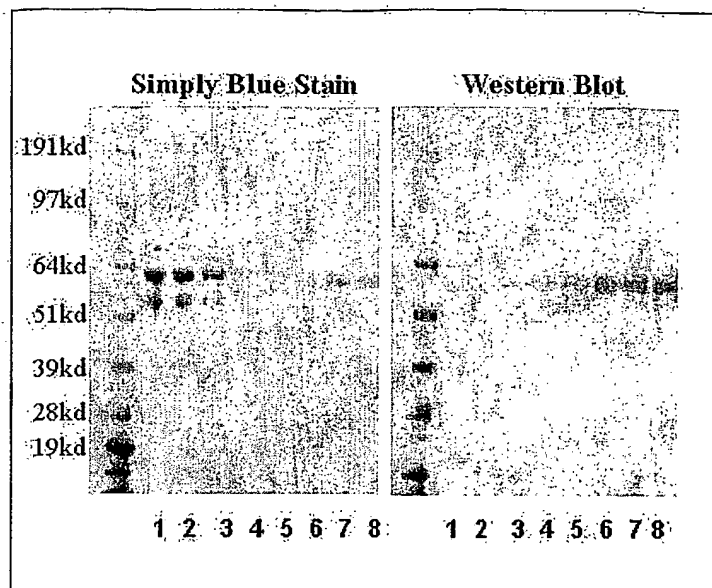 Simply Blue Stain
Western Blot
191kd
97kd
64kd
51kd
39kd
28kd
19kd
1 2 3 4 5 6 7 8
1 2 3 4 5 6 7 8